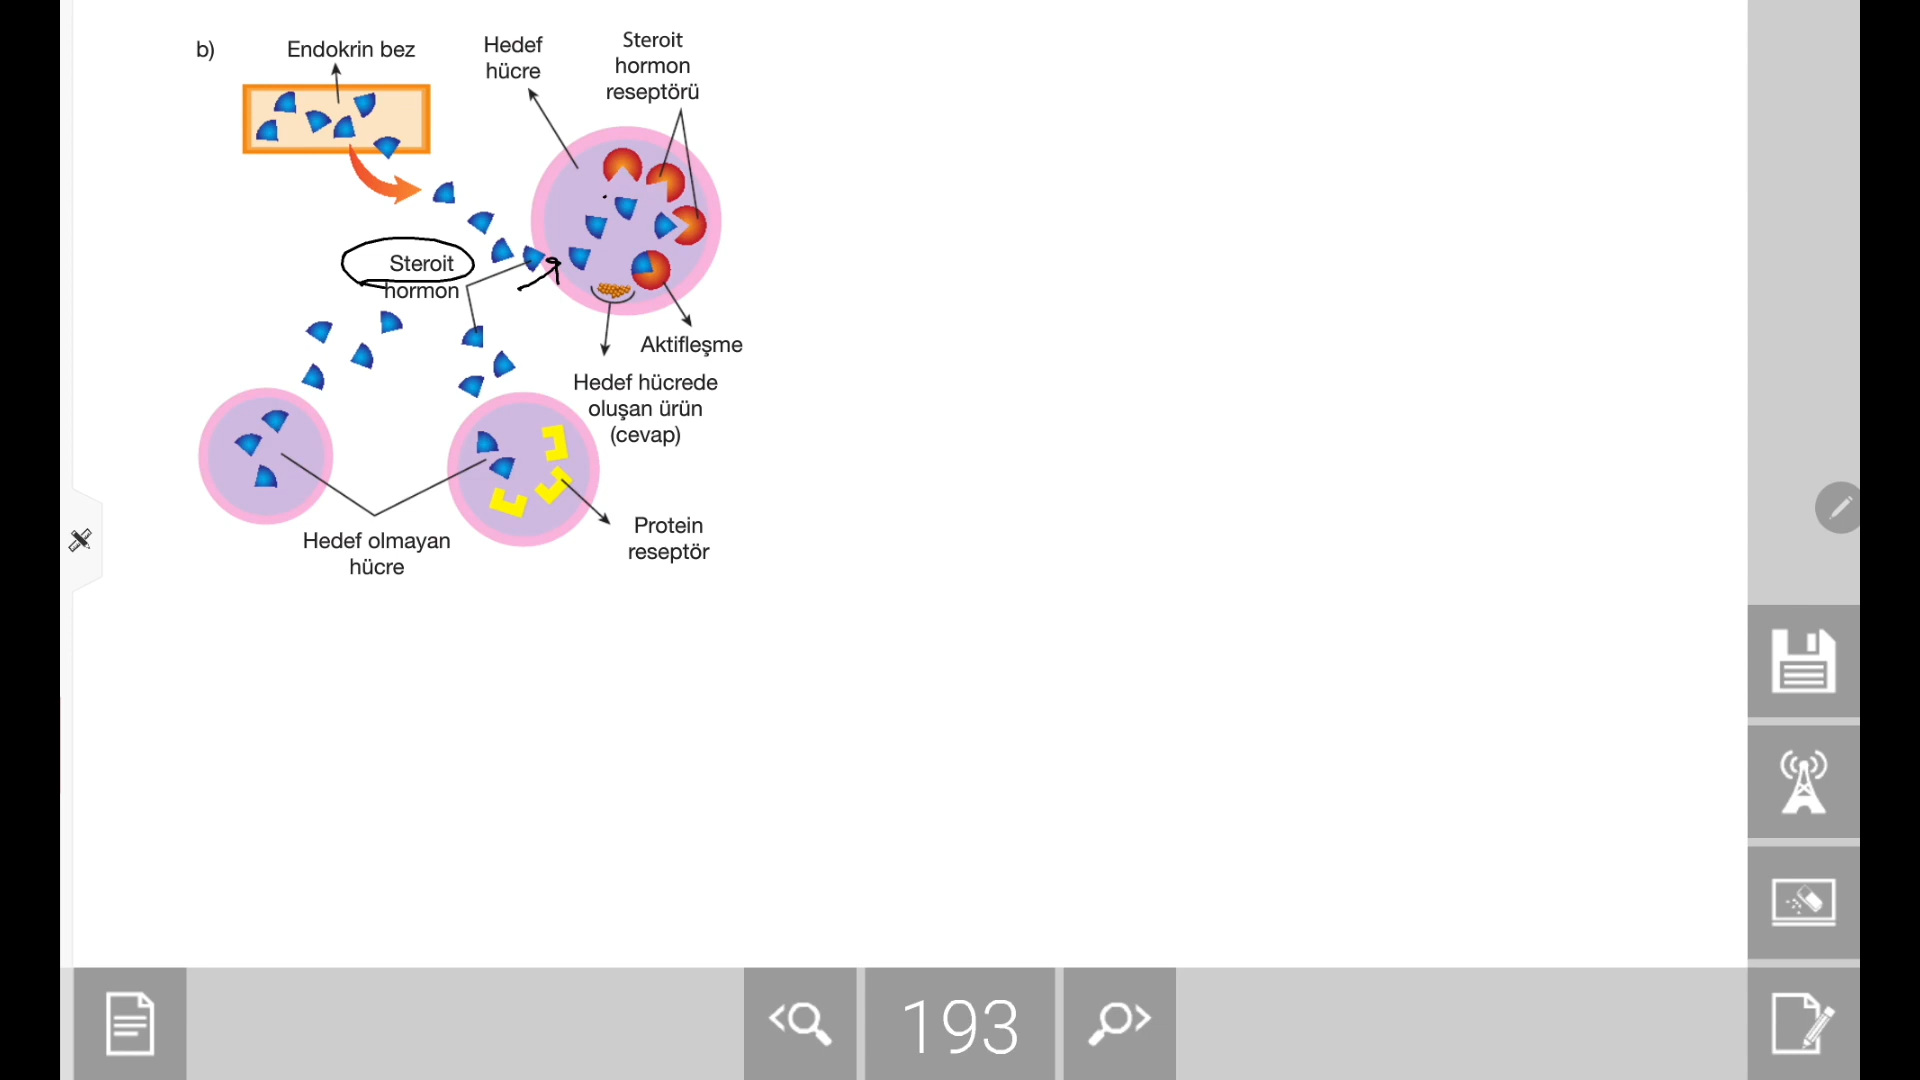 b)
Endokrin bez
Hedef
hücre
Steroit
hormon
reseptörü
Steroit
hormon
Aktifleşme
Hedef hücrede
oluşan ürün
(cevap)
Protein
reseptör
Hedef olmayan
hücre
193